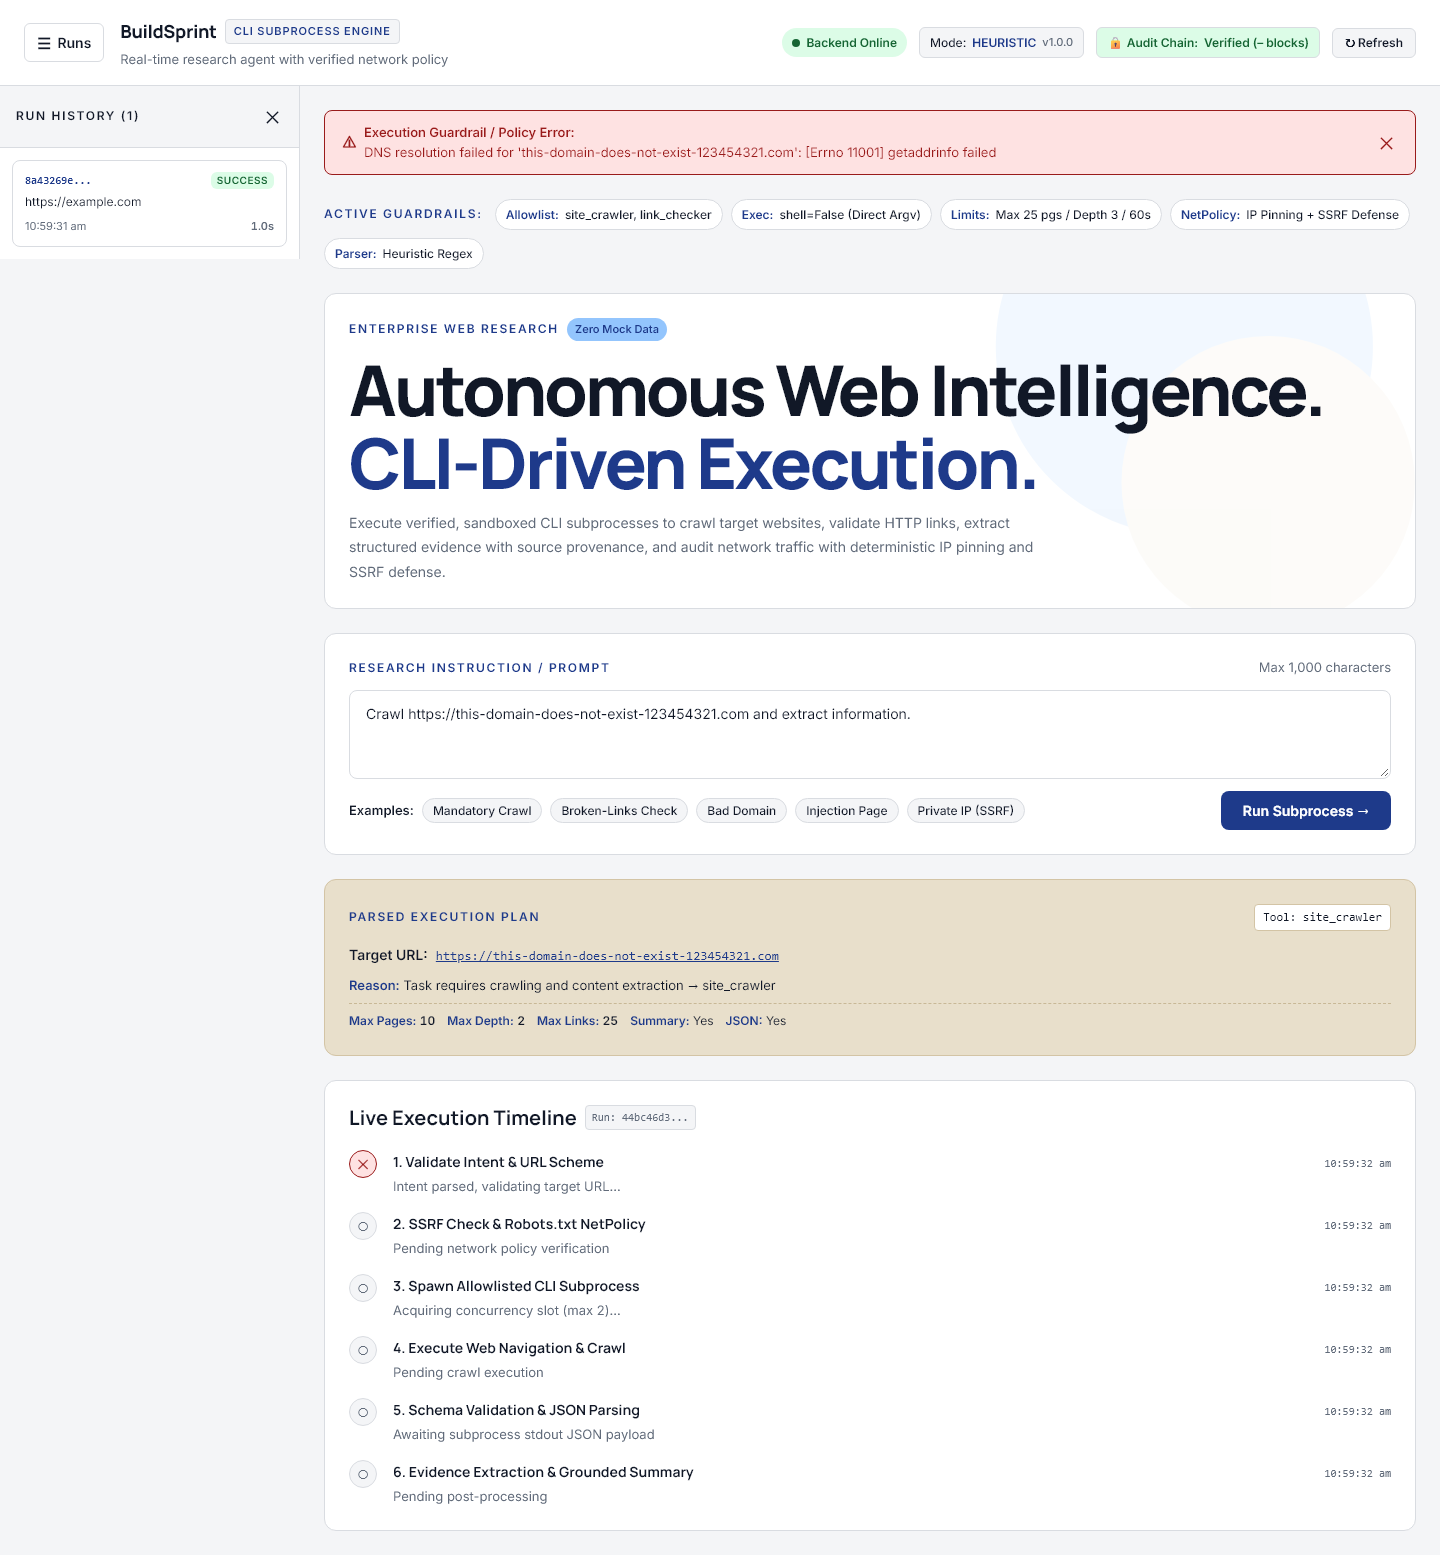 ☰ Runs
BuildSprint CLI SUBPROCESS ENGINE
Real-time research agent with verified network policy
Backend Online
Mode: HEURISTIC v1.0.0
🔒 Audit Chain: Verified (– blocks)
↻ Refresh
RUN HISTORY (1)
8a43269e... SUCCESS
https://example.com
10:59:31 am 1.0s
Execution Guardrail / Policy Error:
DNS resolution failed for 'this-domain-does-not-exist-123454321.com': [Errno 11001] getaddrinfo failed
ACTIVE GUARDRAILS: Allowlist: site_crawler, link_checker Exec: shell=False (Direct Argv) Limits: Max 25 pgs / Depth 3 / 60s NetPolicy: IP Pinning + SSRF Defense
Parser: Heuristic Regex
ENTERPRISE WEB RESEARCH Zero Mock Data
Autonomous Web Intelligence.
CLI-Driven Execution.
Execute verified, sandboxed CLI subprocesses to crawl target websites, validate HTTP links, extract
structured evidence with source provenance, and audit network traffic with deterministic IP pinning and
SSRF defense.
RESEARCH INSTRUCTION / PROMPT Max 1,000 characters
Crawl https://this-domain-does-not-exist-123454321.com and extract information.
Examples: Mandatory Crawl Broken-Links Check Bad Domain Injection Page Private IP (SSRF) Run Subprocess →
PARSED EXECUTION PLAN Tool: site_crawler
Target URL: https://this-domain-does-not-exist-123454321.com
Reason: Task requires crawling and content extraction → site_crawler
Max Pages: 10 Max Depth: 2 Max Links: 25 Summary: Yes JSON: Yes
Live Execution Timeline Run: 44bc46d3...
1. Validate Intent & URL Scheme 10:59:32 am
Intent parsed, validating target URL...
2. SSRF Check & Robots.txt NetPolicy 10:59:32 am
Pending network policy verification
3. Spawn Allowlisted CLI Subprocess 10:59:32 am
Acquiring concurrency slot (max 2)...
4. Execute Web Navigation & Crawl 10:59:32 am
Pending crawl execution
5. Schema Validation & JSON Parsing 10:59:32 am
Awaiting subprocess stdout JSON payload
6. Evidence Extraction & Grounded Summary 10:59:32 am
Pending post-processing